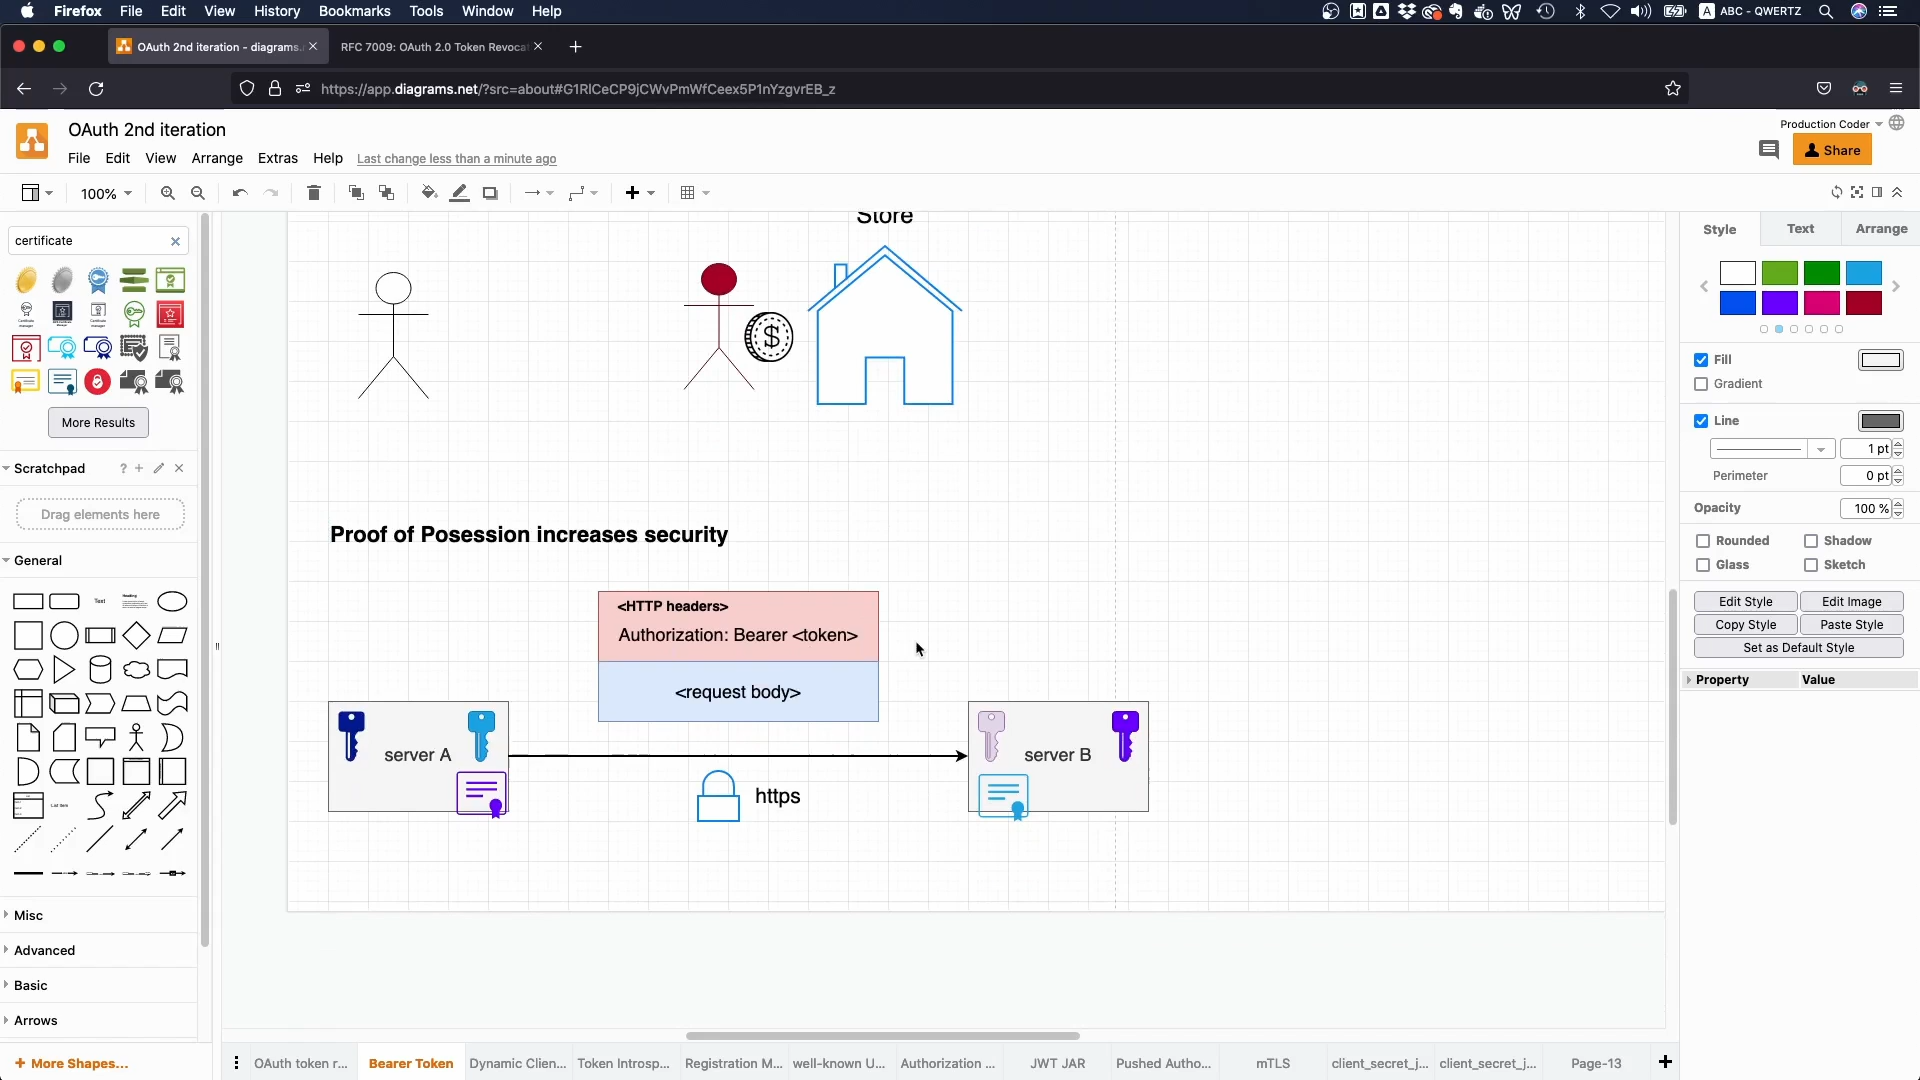 Firefox File Edit View History Bookmarks Tools Window Help
A ABC - QWERTZ
OAuth 2nd iteration - diagrams.
RFC 7009: OAuth 2.0 Token Revoca
https://app.diagrams.net/?src=about#G1RlCeCP9jCWvPmWfCeex5P1nYzgvrEB_z
OAuth 2nd iteration
Production Coder
File Edit View Arrange Extras Help Last change less than a minute ago
Share
100%
certificate
More Results
Scratchpad
?
Drag elements here
General
Text
Heading
List Item
Misc
Advanced
Basic
Arrows
+ More Shapes...
Store
$
Proof of Posession increases security
<HTTP headers>
Authorization: Bearer <token>
<request body>
server A
server B
https
Style Text Arrange
Fill
Gradient
Line
1 pt
Perimeter 0 pt
Opacity 100 %
Rounded Shadow
Glass Sketch
Edit Style Edit Image
Copy Style Paste Style
Set as Default Style
Property Value
OAuth token r... Bearer Token Dynamic Clien... Token Introsp... Registration M... well-known U... Authorization ... JWT JAR Pushed Autho... mTLS client_secret_j... client_secret_j... Page-13